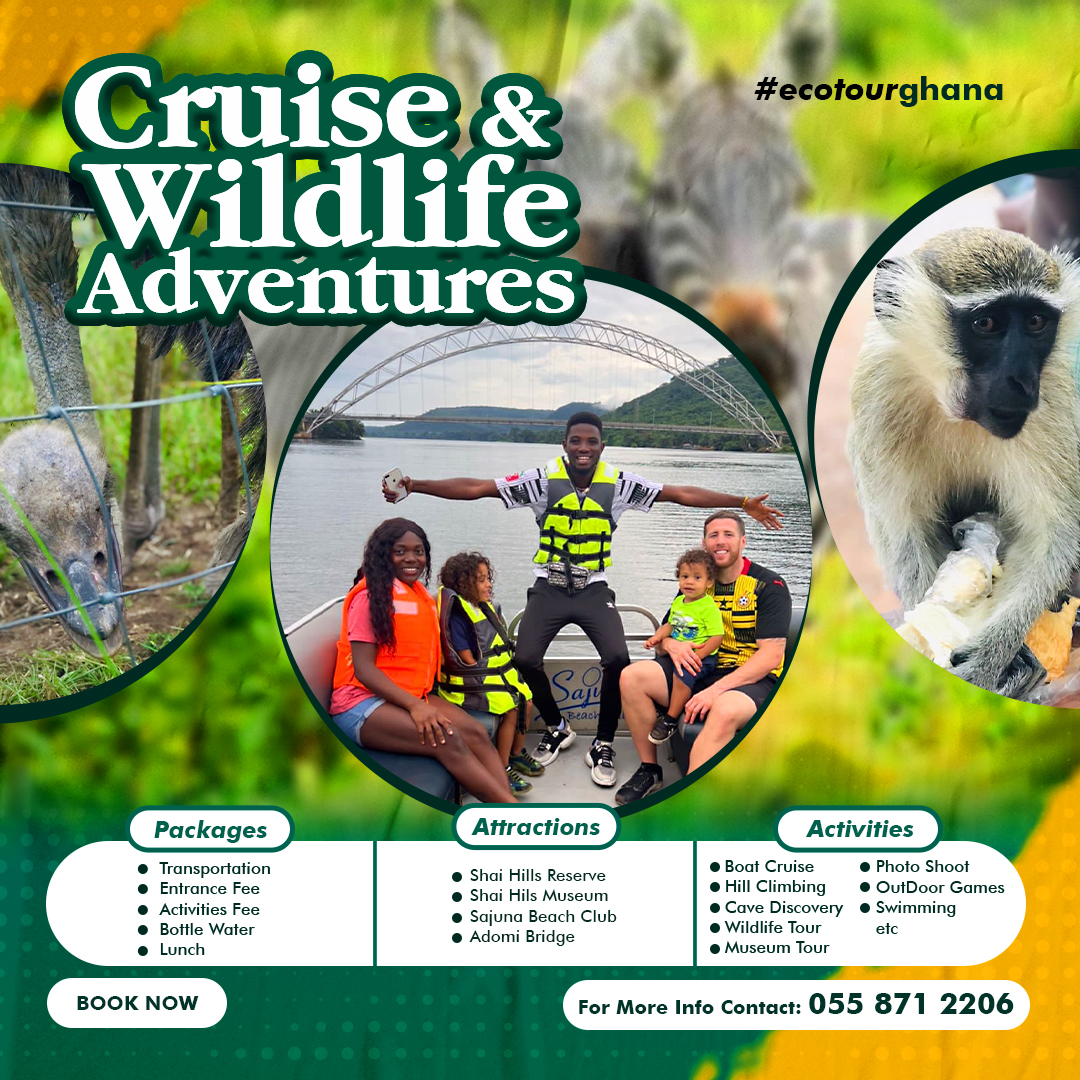 Cruise &
Wildlife
Adventures
#ecotourghana
Beach
Packages
Transportation
Entrance Fee
Activities Fee
Bottle Water
Lunch
Attractions
Shai Hills Reserve
Shai Hils Museum
Sajuna Beach Club
Adomi Bridge
Activities
Boat Cruise
Hill Climbing
Cave Discovery
Wildlife Tour
Museum Tour
Photo Shoot
OutDoor Games
Swimming
etc
BOOK NOW
For More Info Contact: 055 871 2206